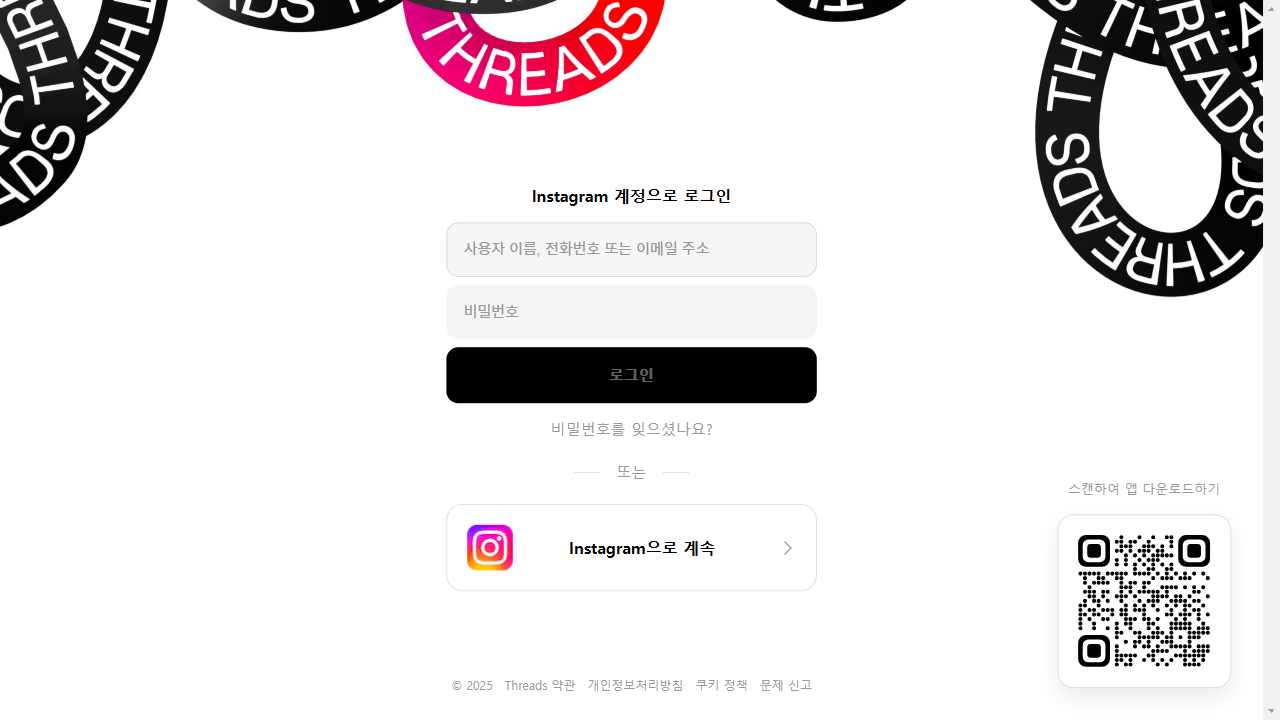 THREADS
Instagram 계정으로 로그인
사용자 이름, 전화번호 또는 이메일 주소
비밀번호
로그인
비밀번호를 잊으셨나요?
또는
Instagram으로 계속
스캔하여 앱 다운로드하기
© 2025 Threads 약관 개인정보처리방침 쿠키 정책 문제 신고
THREADS THREADS